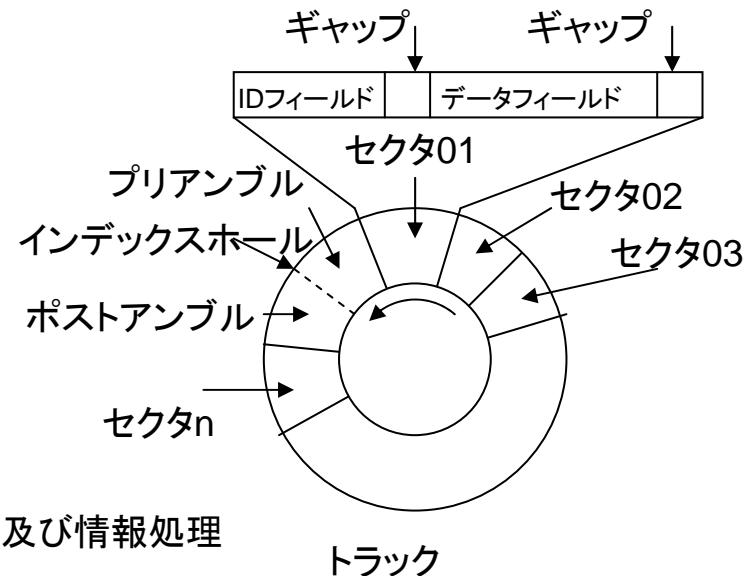 ギャップ ギャップ
IDフィールド データフィールド
セクタ01
プリアンブル
セクタ02
インデックスホール
セクタ03
ポストアンブル
セクタn
及び情報処理
トラック